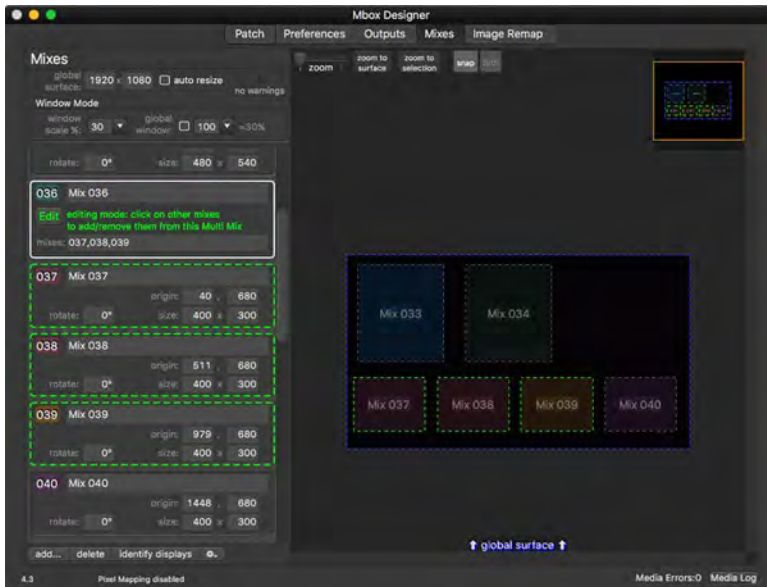 Mbox Designer
Patch Preferences Outputs Mixes Image Remap
Mixes
global surface: 1920 x 1080 auto resize
no warnings
Window Mode
window scale %: 30 global window: 100 ≈30%
rotate: 0° size: 480 x 540
036 Mix 036
Edit editing mode: click on other mixes
to add/remove them from this Multi Mix
mixes: 037,038,039
037 Mix 037
origin: 40 , 680
rotate: 0° size: 400 x 300
038 Mix 038
origin: 511 , 680
rotate: 0° size: 400 x 300
039 Mix 039
origin: 979 , 680
rotate: 0° size: 400 x 300
040 Mix 040
origin: 1448 , 680
rotate: 0° size: 400 x 300
add... delete identify displays
4.3 Pixel Mapping disabled
zoom
zoom to surface
zoom to selection
snap
Mix 033 Mix 034
Mix 037 Mix 038 Mix 039 Mix 040
⬆ global surface ⬆
Media Errors:0 Media Log